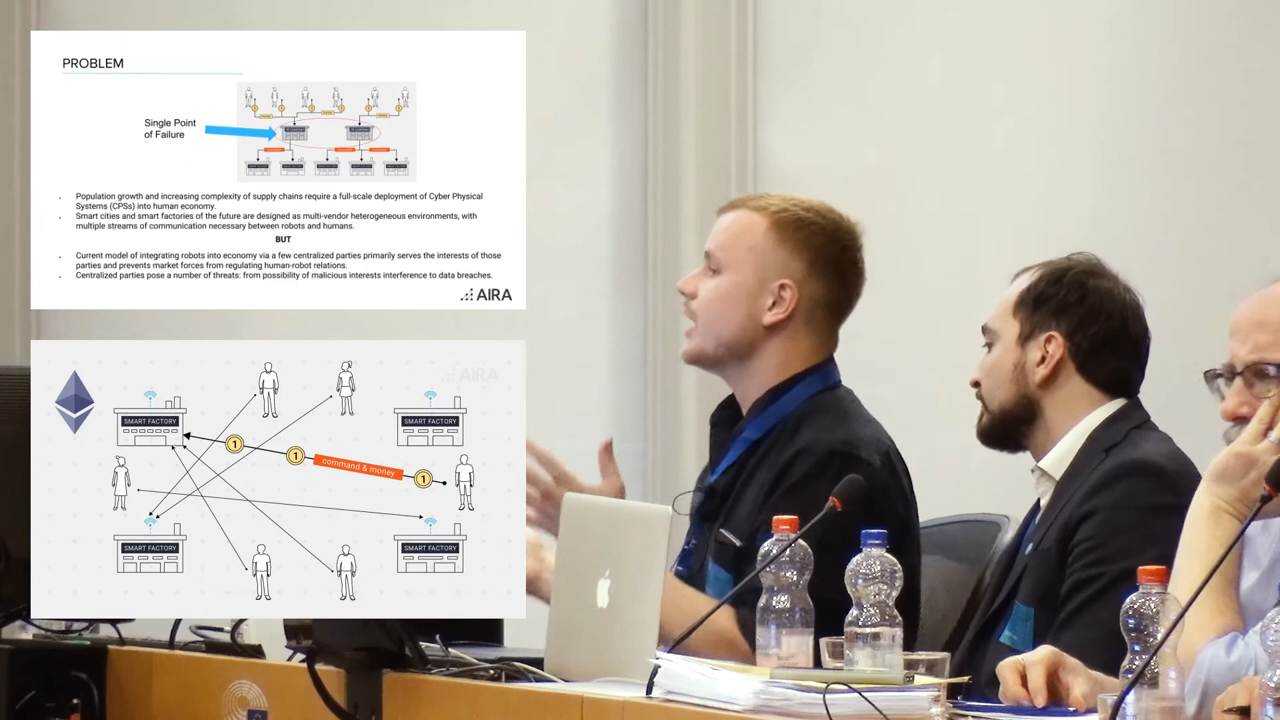 PROBLEM
Single Point
of Failure
Population growth and increasing complexity of supply chains require a full-scale deployment of Cyber Physical
Systems (CPSs) into human economy.
Smart cities and smart factories of the future are designed as multi-vendor heterogeneous environments, with
multiple streams of communication necessary between robots and humans.
BUT
Current model of integrating robots into economy via a few centralized parties primarily serves the interests of those
parties and prevents market forces from regulating human-robot relations.
Centralized parties pose a number of threats: from possibility of malicious interests interference to data breaches.
AIRA
AIRA
SMART FACTORY
SMART FACTORY
1
1
command & money
1
SMART FACTORY
SMART FACTORY